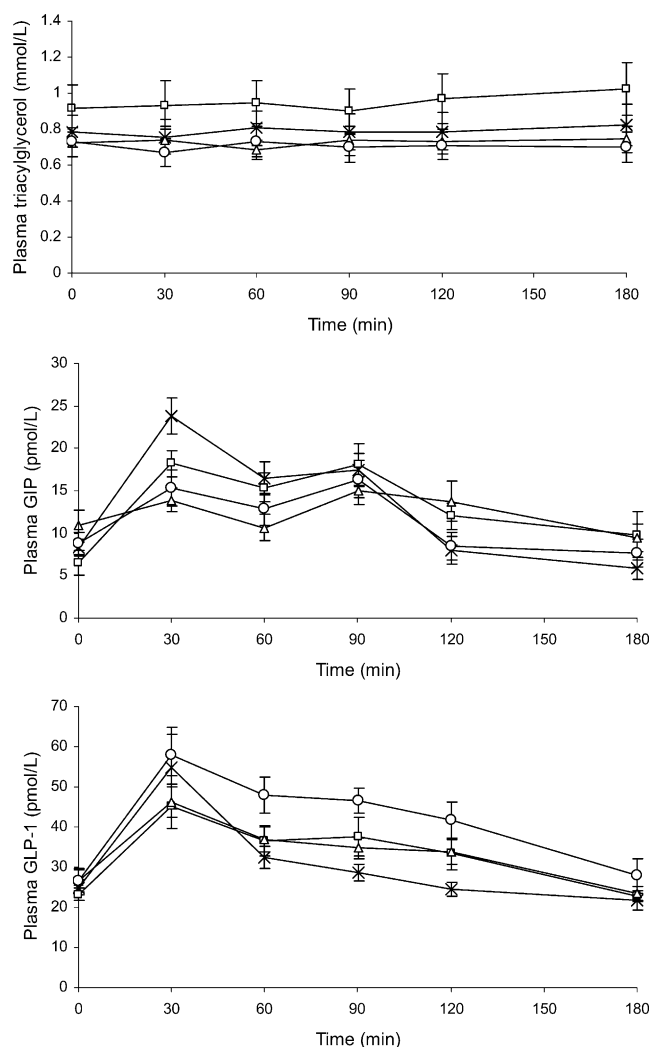 Plasma triacylglycerol (mmol/L)
1.4
1.2
1
0.8
0.6
0.4
0.2
0
0 30 60 90 120 150 180
Time (min)
Plasma GIP (pmol/L)
30
25
20
15
10
5
0
0 30 60 90 120 150 180
Time (min)
Plasma GLP-1 (pmol/L)
70
60
50
40
30
20
10
0
0 30 60 90 120 150 180
Time (min)